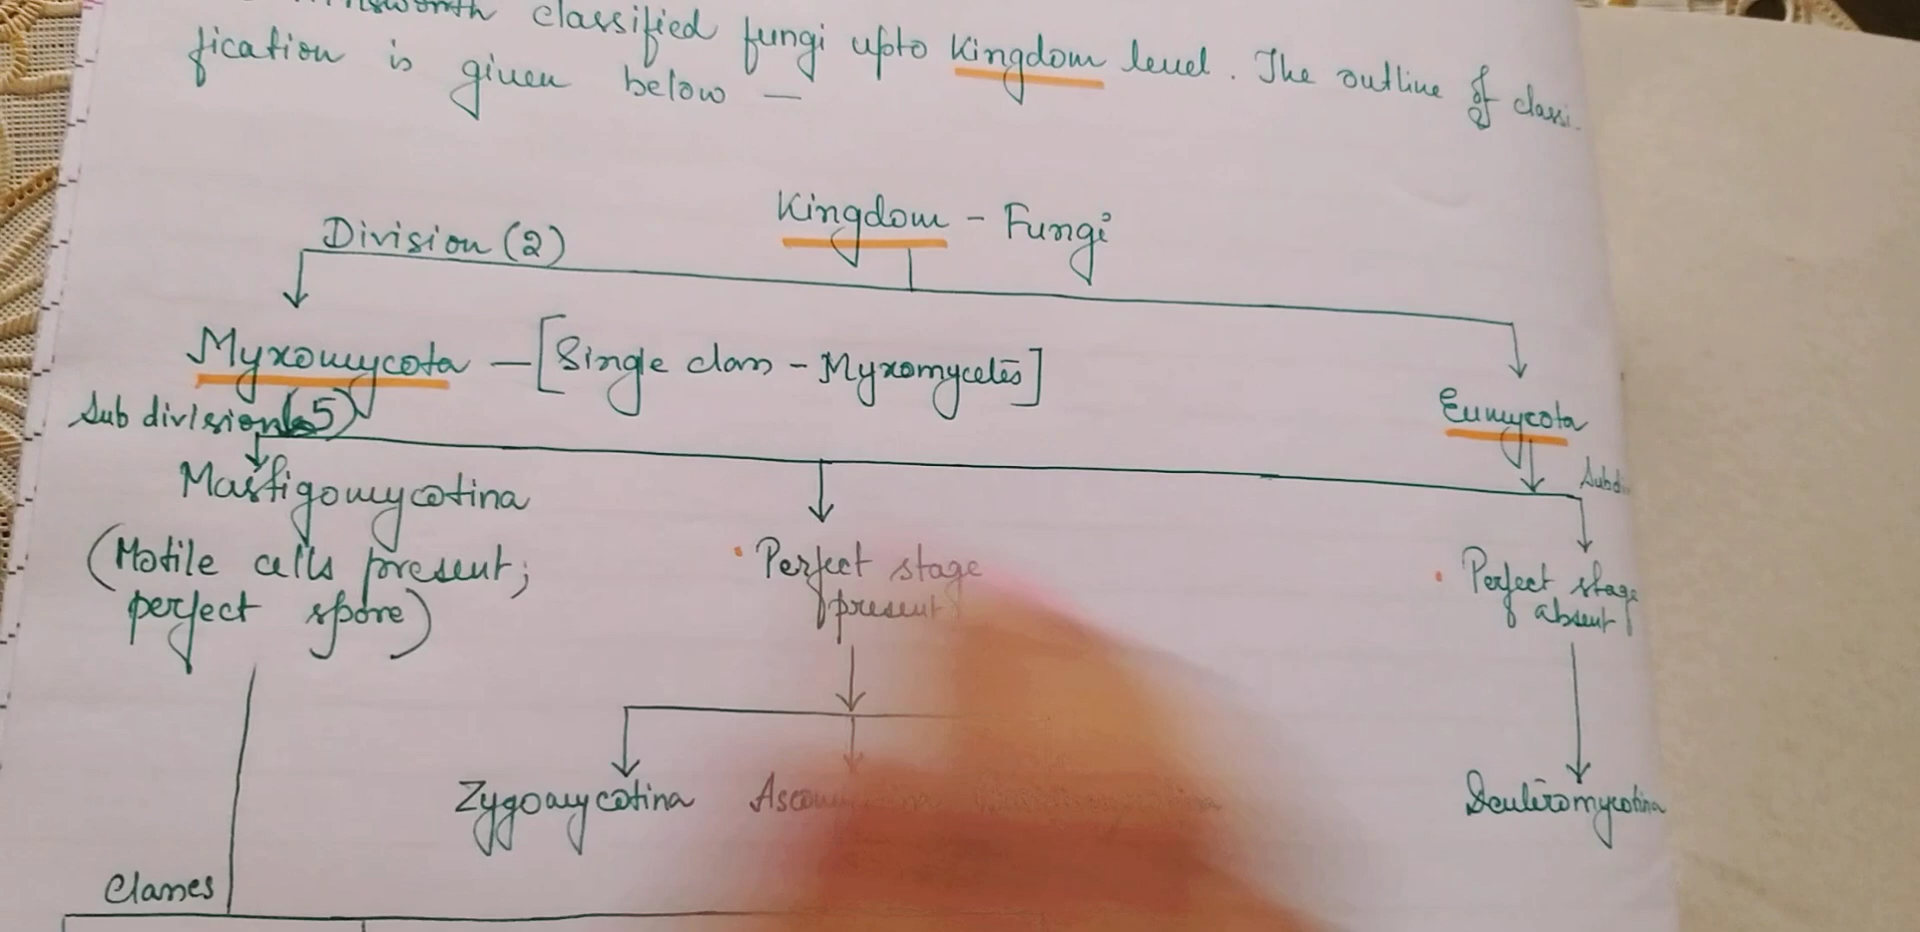 classified fungi upto Kingdom level. The outline of classi-
fication is given below —
Kingdom - Fungi
Division (2)
Myxomycota — [Single class - Myxomycetes]
Eumycota
Sub division (5)
Mastigomycotina
(Motile cells present;
perfect spore)
Perfect stage
present
Perfect stage
absent
Zygomycotina
Deuteromycotina
Classes